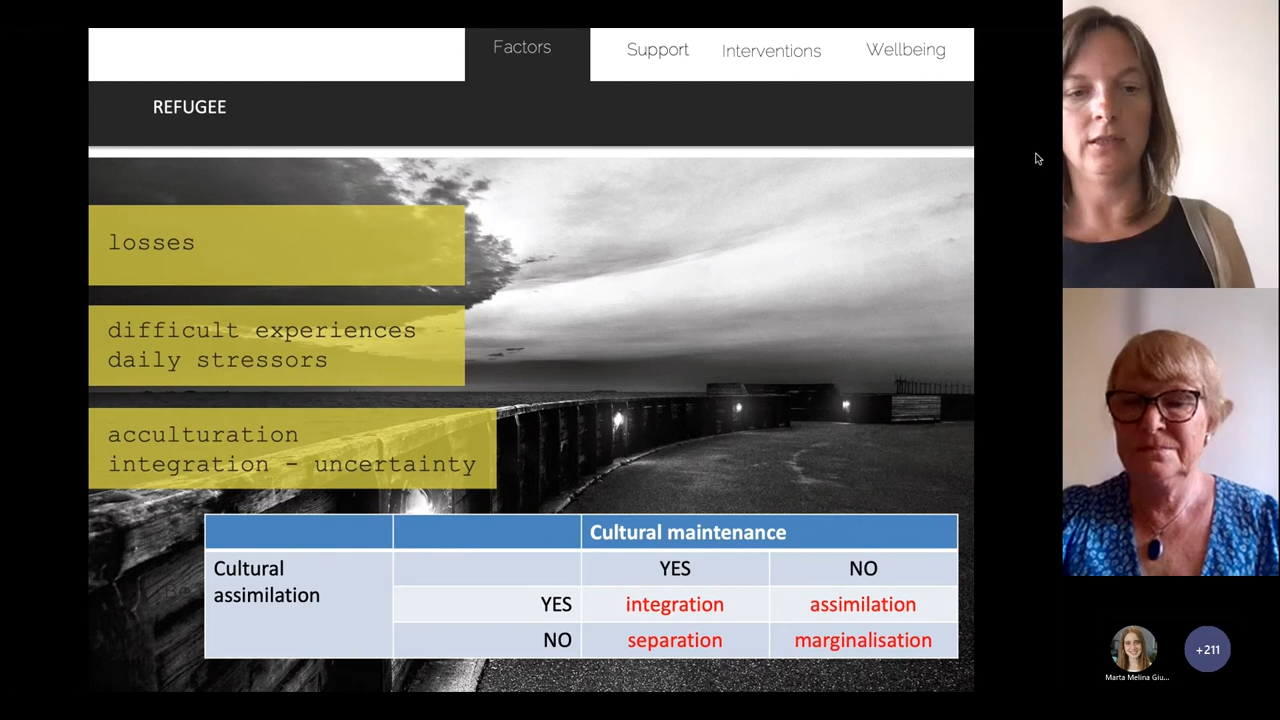 Factors
Support
Interventions
Wellbeing
REFUGEE
losses
difficult experiences
daily stressors
acculturation
integration - uncertainty
Cultural maintenance
Cultural
assimilation
YES
NO
YES
integration
assimilation
NO
separation
marginalisation
Marta Melina Giu...
+211